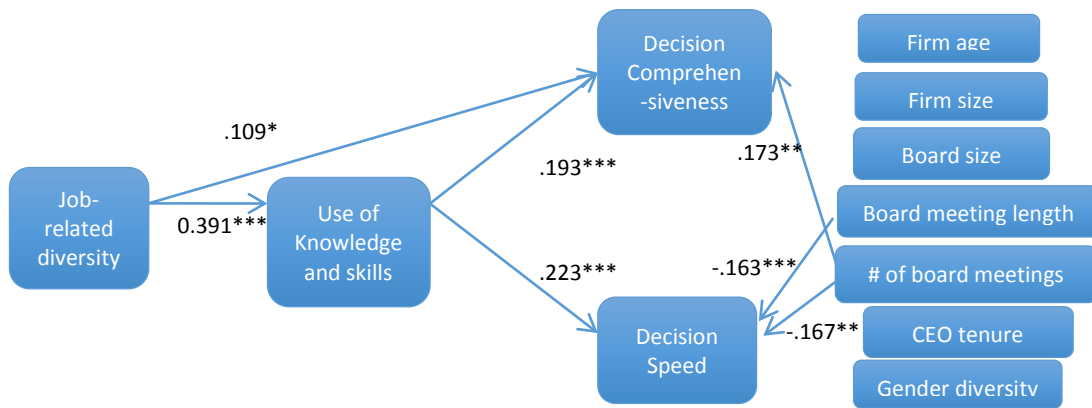 Decision
Comprehen
-siveness
Firm age
Firm size
Board size
Board meeting length
# of board meetings
CEO tenure
Gender diversity
.109*
.193***
.173**
Job-
related
diversity
0.391***
Use of
Knowledge
and skills
.223***
-.163***
-.167**
Decision
Speed